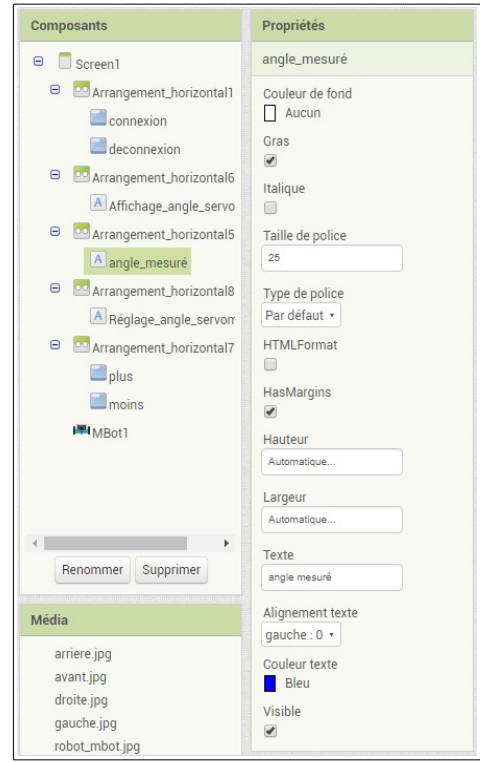 Composants
Screen1
Arrangement_horizontal1
connexion
deconnexion
Arrangement_horizontal6
Affichage_angle_servo
Arrangement_horizontal5
angle_mesuré
Arrangement_horizontal8
Réglage_angle_servom
Arrangement_horizontal7
plus
moins
MBot1
Renommer Supprimer
Média
arriere.jpg
avant.jpg
droite.jpg
gauche.jpg
robot_mbot.jpg
Propriétés
angle_mesuré
Couleur de fond
Aucun
Gras
Italique
Taille de police
25
Type de police
Par défaut
HTMLFormat
HasMargins
Hauteur
Automatique...
Largeur
Automatique...
Texte
angle mesuré
Alignement texte
gauche : 0
Couleur texte
Bleu
Visible